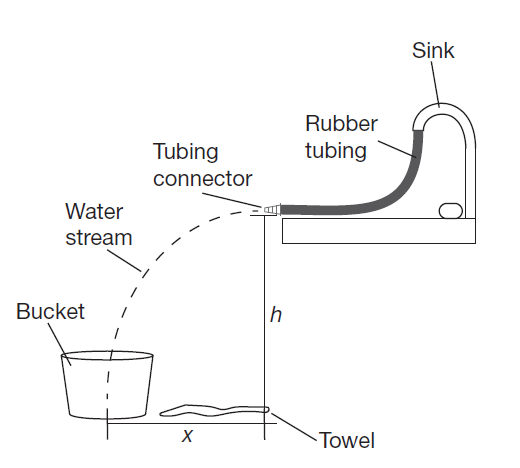 Sink
Rubber
tubing
Tubing
connector
Water
stream
Bucket
h
x
Towel